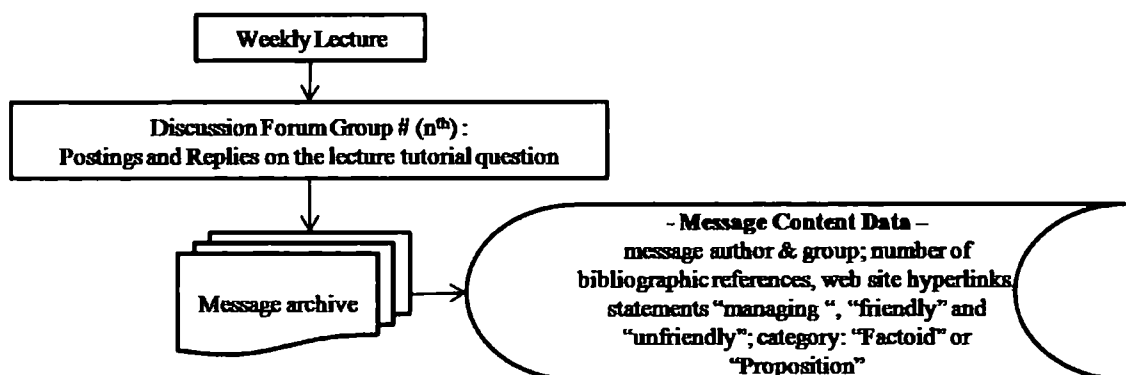 Weekly Lecture
Discussion Forum Group # (nth) :
Postings and Replies on the lecture tutorial question
Message archive
- Message Content Data –
message author & group; number of
bibliographic references, web site hyperlinks,
statements “managing “, “friendly” and
“unfriendly”; category: “Factoid” or
“Proposition”